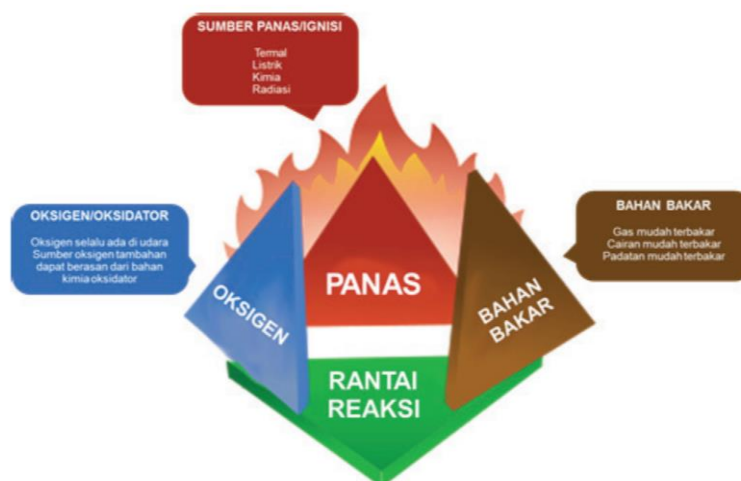 SUMBER PANAS/IGNISI
Termal
Listrik
Kimia
Radiasi
OKSIGEN/OKSIDATOR
Oksigen selalu ada di udara
Sumber oksigen tambahan
dapat berasan dari bahan
kimia oksidator
BAHAN BAKAR
Gas mudah terbakar
Cairan mudah terbakar
Padatan mudah terbakar
OKSIGEN
PANAS
BAHAN
BAKAR
RANTAI
REAKSI